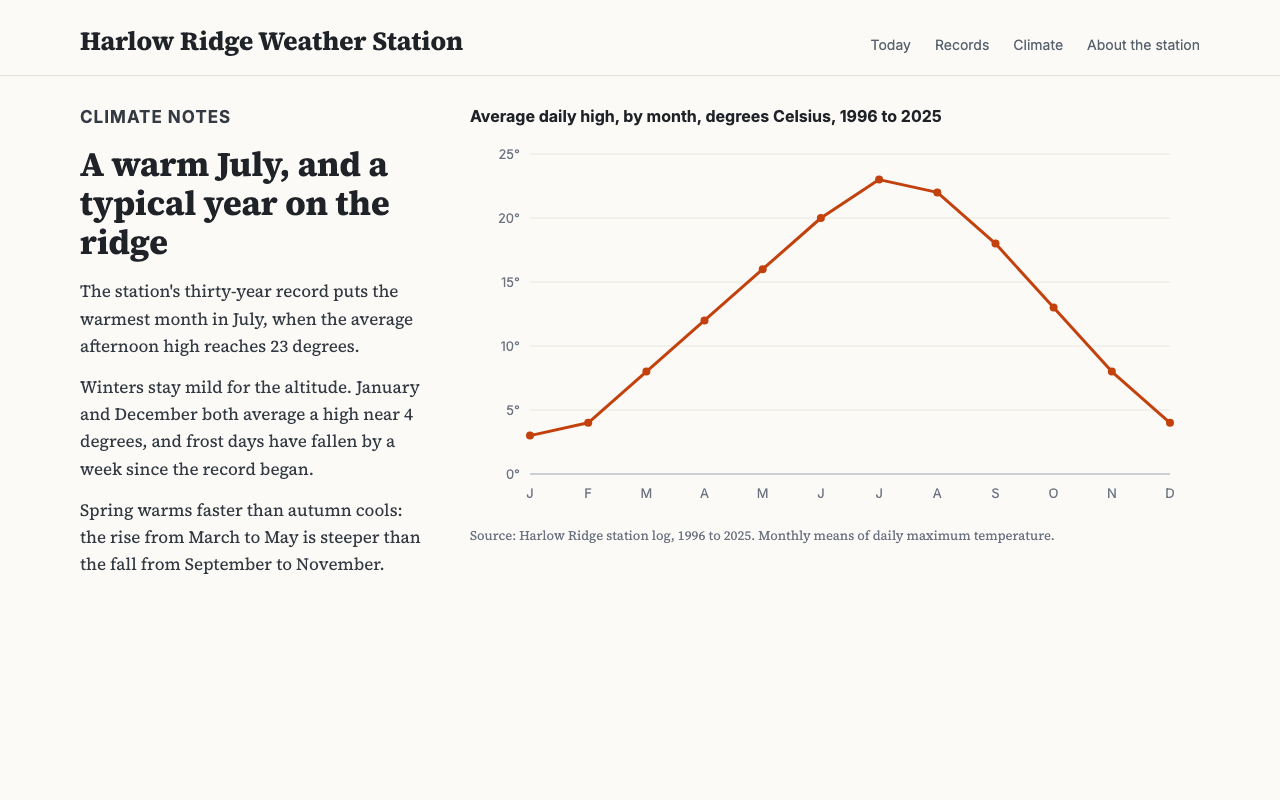 Harlow Ridge Weather Station
Today Records Climate About the station
CLIMATE NOTES
A warm July, and a
typical year on the
ridge
The station's thirty-year record puts the
warmest month in July, when the average
afternoon high reaches 23 degrees.
Winters stay mild for the altitude. January
and December both average a high near 4
degrees, and frost days have fallen by a
week since the record began.
Spring warms faster than autumn cools:
the rise from March to May is steeper than
the fall from September to November.
Average daily high, by month, degrees Celsius, 1996 to 2025
25°
20°
15°
10°
5°
0°
J F M A M J J A S O N D
Source: Harlow Ridge station log, 1996 to 2025. Monthly means of daily maximum temperature.